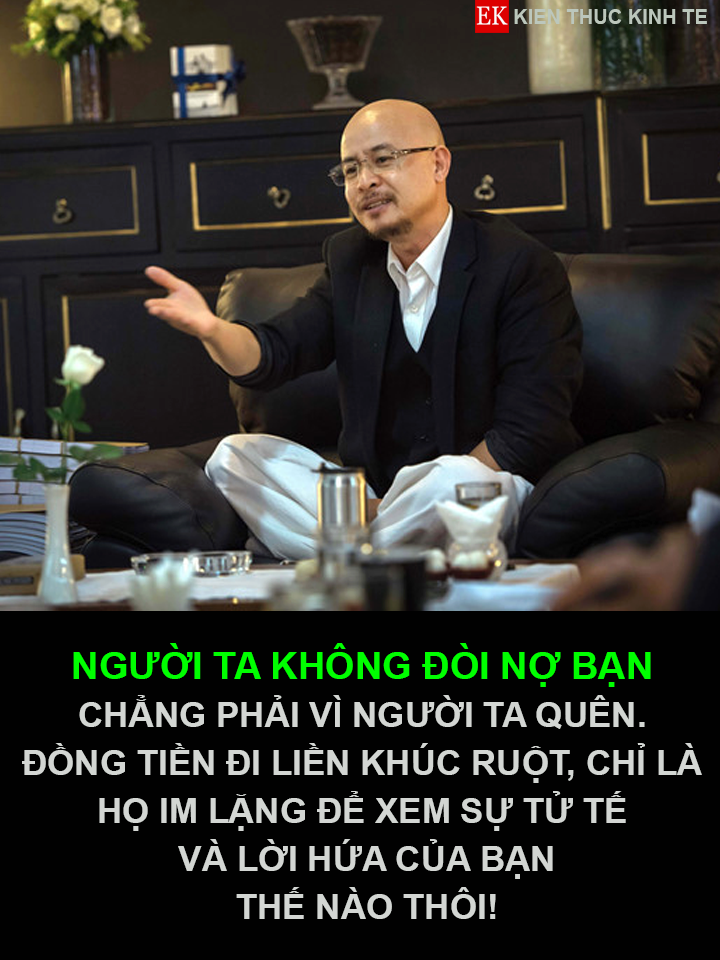 EK KIEN THUC KINH TE
NGƯỜI TA KHÔNG ĐÒI NỢ BẠN
CHẲNG PHẢI VÌ NGƯỜI TA QUÊN.
ĐỒNG TIỀN ĐI LIỀN KHÚC RUỘT, CHỈ LÀ
HỌ IM LẶNG ĐỂ XEM SỰ TỬ TẾ
VÀ LỜI HỨA CỦA BẠN
THẾ NÀO THÔI!